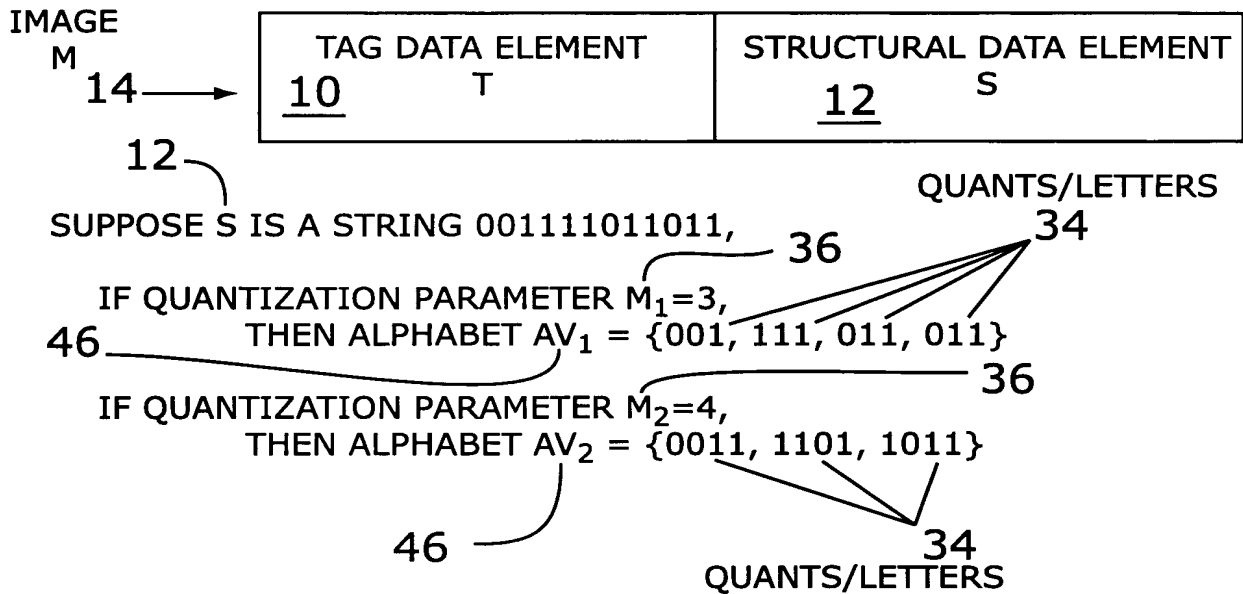 IMAGE
M
14
TAG DATA ELEMENT
T
10
STRUCTURAL DATA ELEMENT
S
12
12
QUANTS/LETTERS
34
SUPPOSE S IS A STRING 001111011011,
36
IF QUANTIZATION PARAMETER M₁=3,
THEN ALPHABET AV₁ = {001, 111, 011, 011}
46
36
IF QUANTIZATION PARAMETER M₂=4,
THEN ALPHABET AV₂ = {0011, 1101, 1011}
46
34
QUANTS/LETTERS